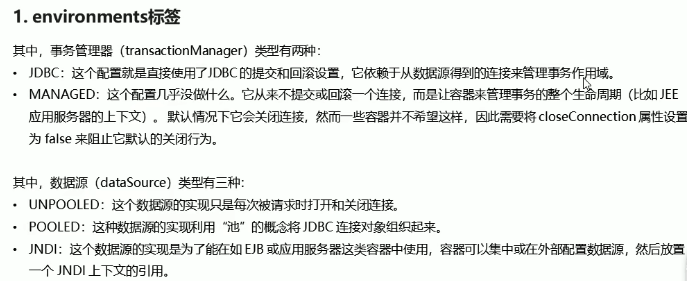 1. environments标签
其中，事务管理器（transactionManager）类型有两种：
• JDBC：这个配置就是直接使用了JDBC 的提交和回滚设置，它依赖于从数据源得到的连接来管理事务作用域。
• MANAGED：这个配置几乎没做什么。它从来不提交或回滚一个连接，而是让容器来管理事务的整个生命周期（比如 JEE
应用服务器的上下文）。 默认情况下它会关闭连接，然而一些容器并不希望这样，因此需要将 closeConnection 属性设置
为 false 来阻止它默认的关闭行为。
其中，数据源（dataSource）类型有三种：
• UNPOOLED：这个数据源的实现只是每次被请求时打开和关闭连接。
• POOLED：这种数据源的实现利用“池”的概念将 JDBC 连接对象组织起来。
• JNDI：这个数据源的实现是为了能在如 EJB 或应用服务器这类容器中使用，容器可以集中或在外部配置数据源，然后放置
一个 JNDI 上下文的引用。